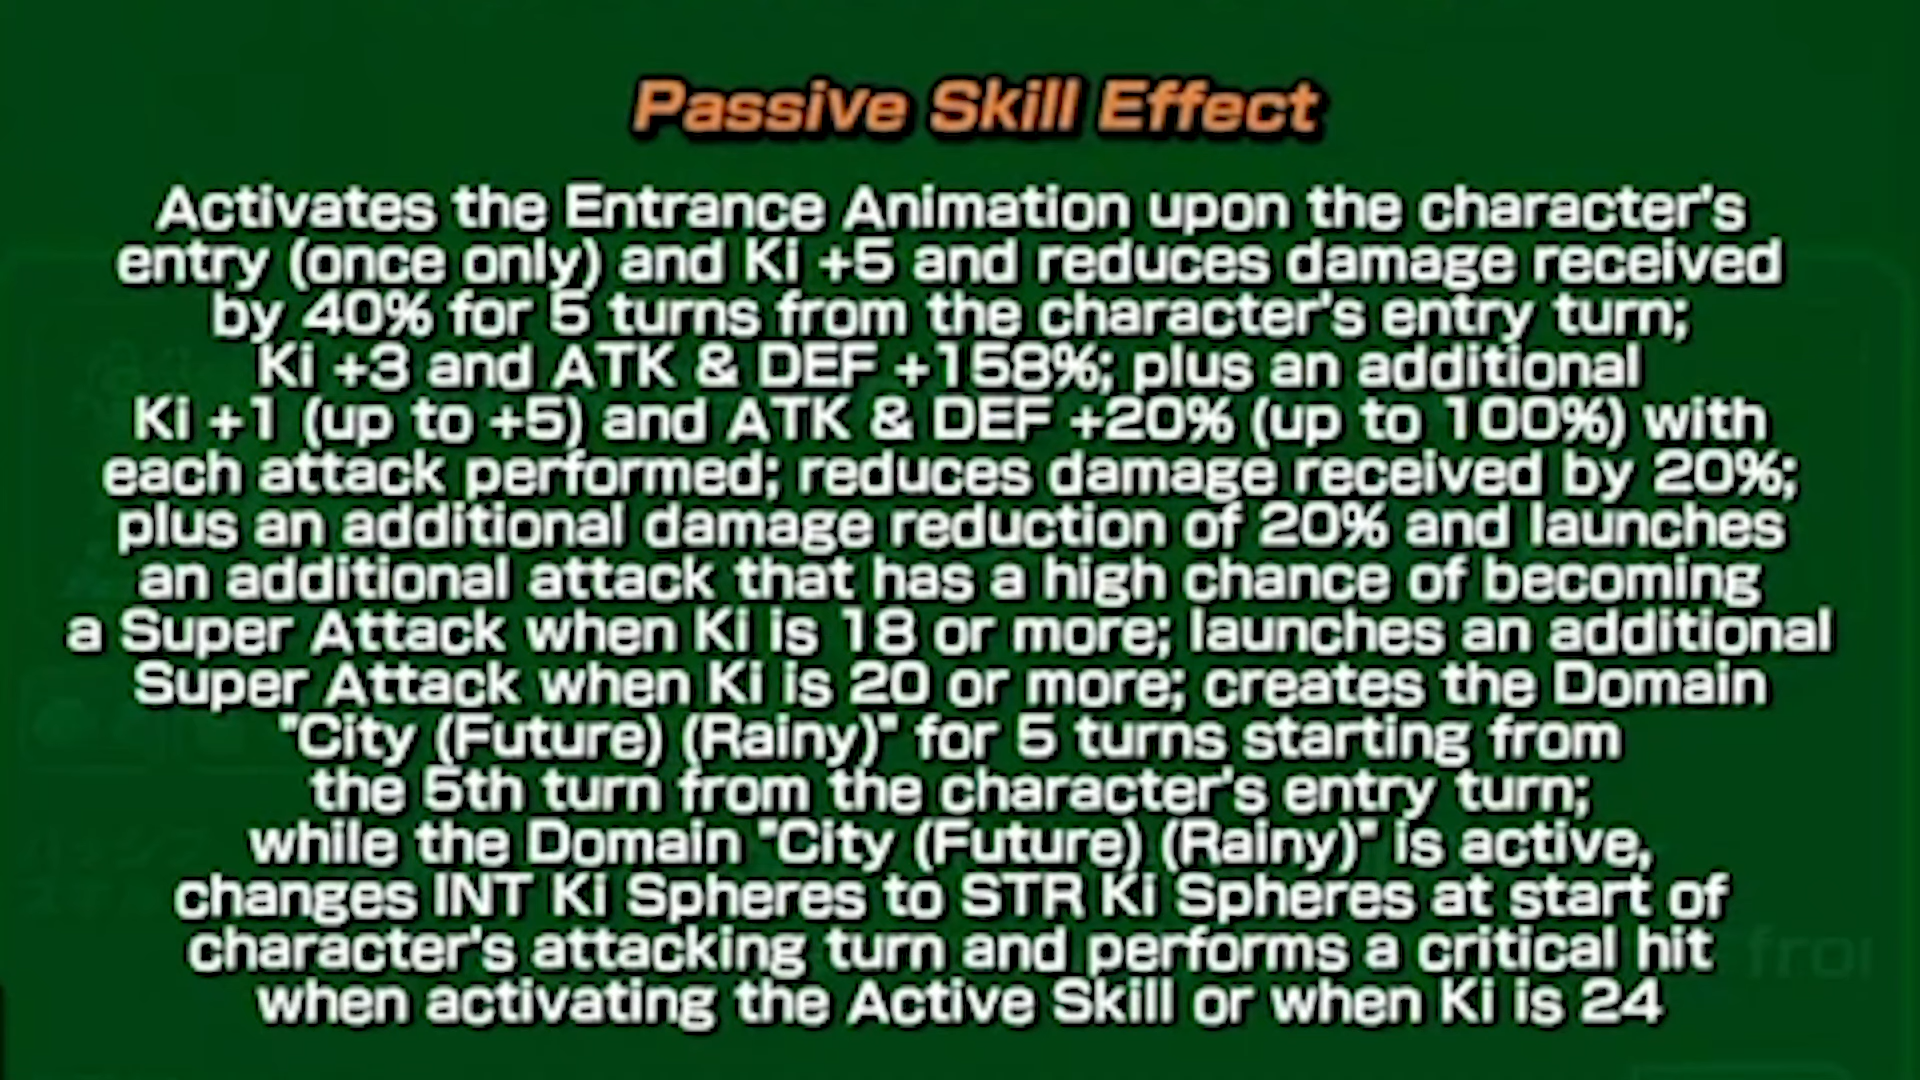 Passive Skill Effect
Activates the Entrance Animation upon the character's
entry (once only) and Ki +5 and reduces damage received
by 40% for 5 turns from the character's entry turn;
Ki +3 and ATK & DEF +158%; plus an additional
Ki +1 (up to +5) and ATK & DEF +20% (up to 100%) with
each attack performed; reduces damage received by 20%;
plus an additional damage reduction of 20% and launches
an additional attack that has a high chance of becoming
a Super Attack when Ki is 18 or more; launches an additional
Super Attack when Ki is 20 or more; creates the Domain
"City (Future) (Rainy)" for 5 turns starting from
the 5th turn from the character's entry turn;
while the Domain "City (Future) (Rainy)" is active,
changes INT Ki Spheres to STR Ki Spheres at start of
character's attacking turn and performs a critical hit
when activating the Active Skill or when Ki is 24